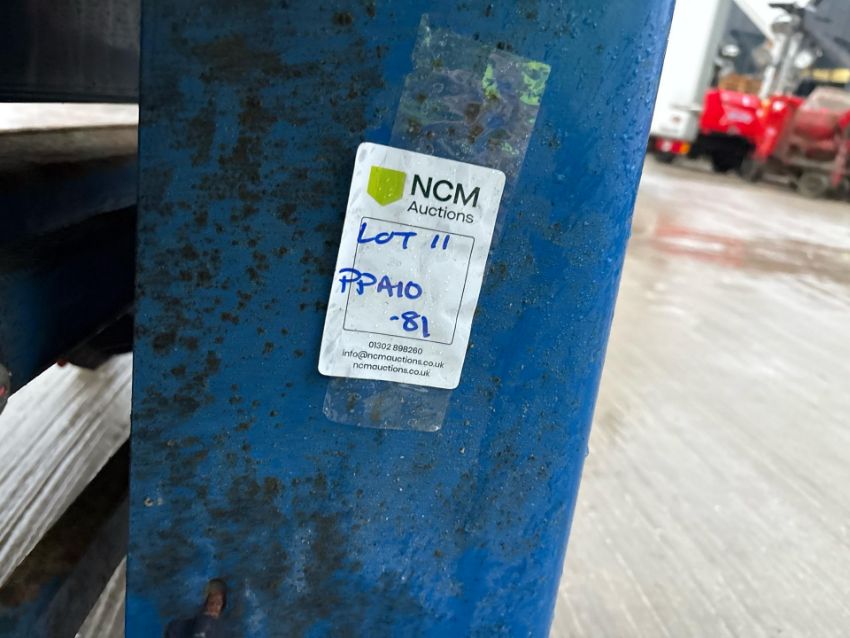 NCM
Auctions
LOT 11
PPA10
-81
01302 898260
info@ncmauctions.co.uk
ncmauctions.co.uk